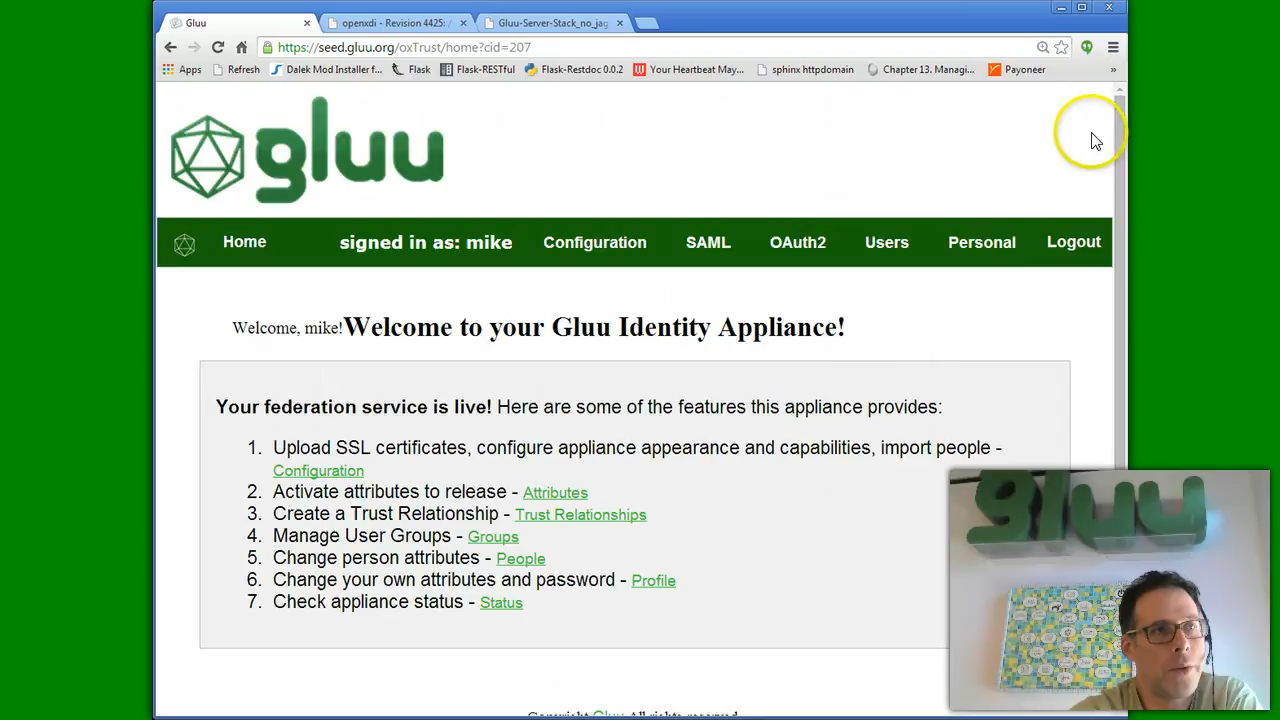 Gluu
openxdi - Revision 4425: /
Gluu-Server-Stack_no_jag
https://seed.gluu.org/oxTrust/home?cid=207
Apps
Refresh
Dalek Mod Installer f...
Flask
Flask-RESTful
Flask-Restdoc 0.0.2
Your Heartbeat May...
sphinx httpdomain
Chapter 13. Managi...
Payoneer
»
gluu
Home
signed in as: mike
Configuration
SAML
OAuth2
Users
Personal
Logout
Welcome, mike!Welcome to your Gluu Identity Appliance!
Your federation service is live! Here are some of the features this appliance provides:
1. Upload SSL certificates, configure appliance appearance and capabilities, import people -
Configuration
2. Activate attributes to release - Attributes
3. Create a Trust Relationship - Trust Relationships
4. Manage User Groups - Groups
5. Change person attributes - People
6. Change your own attributes and password - Profile
7. Check appliance status - Status
Copyright Gluu All rights reserved
gluu